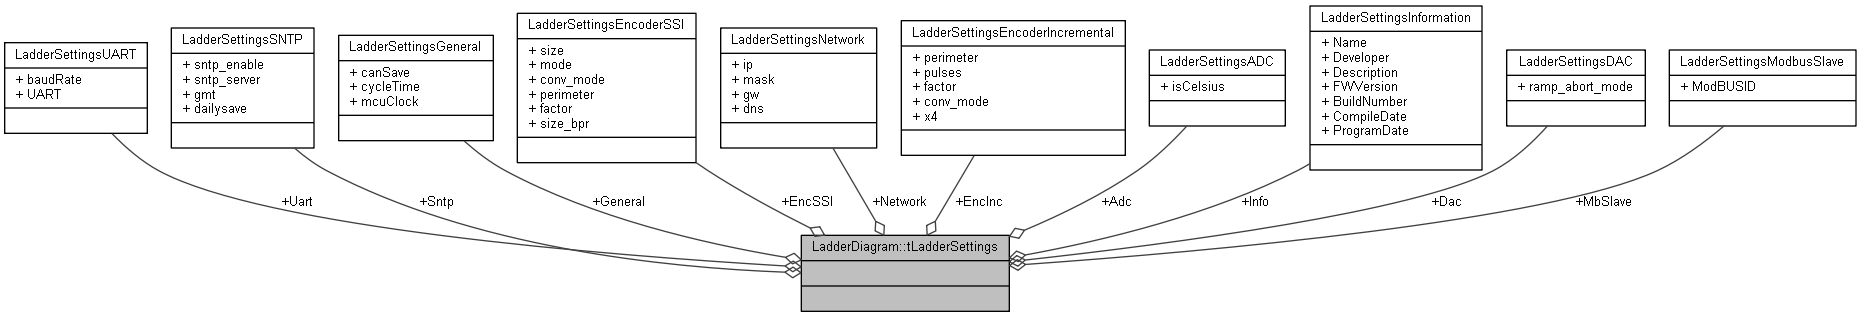 LadderSettingsUART
+ baudRate
+ UART
LadderSettingsSNTP
+ sntp_enable
+ sntp_server
+ gmt
+ dailysave
LadderSettingsGeneral
+ canSave
+ cycleTime
+ mcuClock
LadderSettingsEncoderSSI
+ size
+ mode
+ conv_mode
+ perimeter
+ factor
+ size_bpr
LadderSettingsNetwork
+ ip
+ mask
+ gw
+ dns
LadderSettingsEncoderIncremental
+ perimeter
+ pulses
+ factor
+ conv_mode
+ x4
LadderSettingsADC
+ isCelsius
LadderSettingsInformation
+ Name
+ Developer
+ Description
+ FWVersion
+ BuildNumber
+ CompileDate
+ ProgramDate
LadderSettingsDAC
+ ramp_abort_mode
LadderSettingsModbusSlave
+ ModBUSID
+Uart
+Sntp
+General
+EncSSI
+Network
+EncInc
+Adc
+Info
+Dac
+MbSlave
LadderDiagram::tLadderSettings